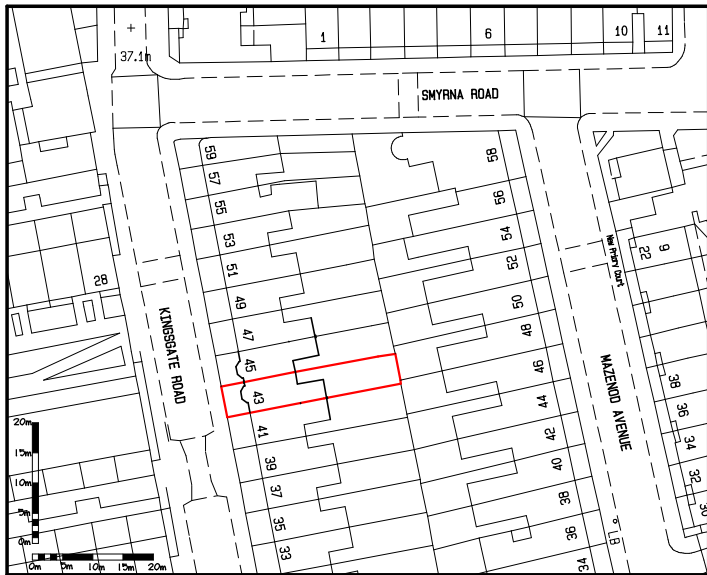 1
6
10
11
37.1m
SMYRNA ROAD
59
57
55
53
51
49
47
45
43
41
39
37
35
33
58
56
54
52
50
48
46
44
42
40
38
36
34
28
KINGSGATE ROAD
MAZENOD AVENUE
New Priory Court
22
9
38
36
34
32
30
20m
15m
10m
5m
0m
0m
5m
10m
15m
20m